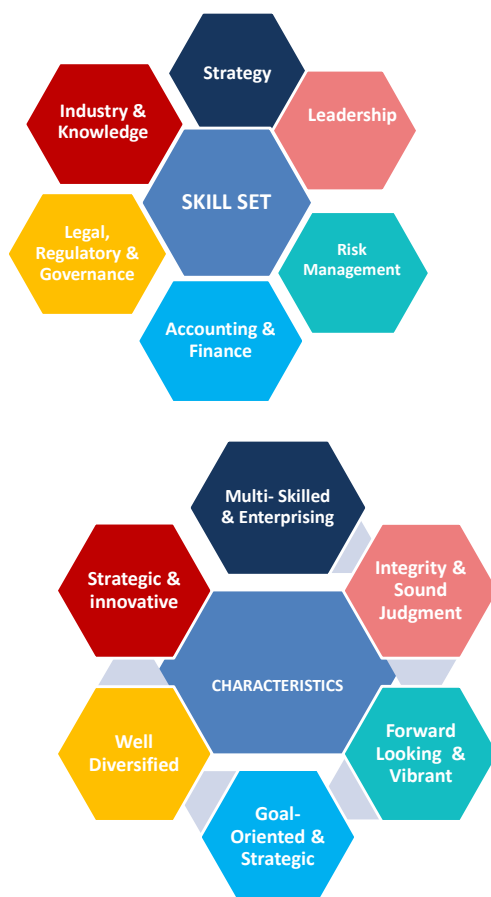 Strategy
Industry &
Knowledge
Leadership
SKILL SET
Legal,
Regulatory &
Governance
Risk
Management
Accounting &
Finance
Multi- Skilled
& Enterprising
Strategic &
innovative
Integrity &
Sound
Judgment
CHARACTERISTICS
Well
Diversified
Forward
Looking &
Vibrant
Goal-
Oriented &
Strategic